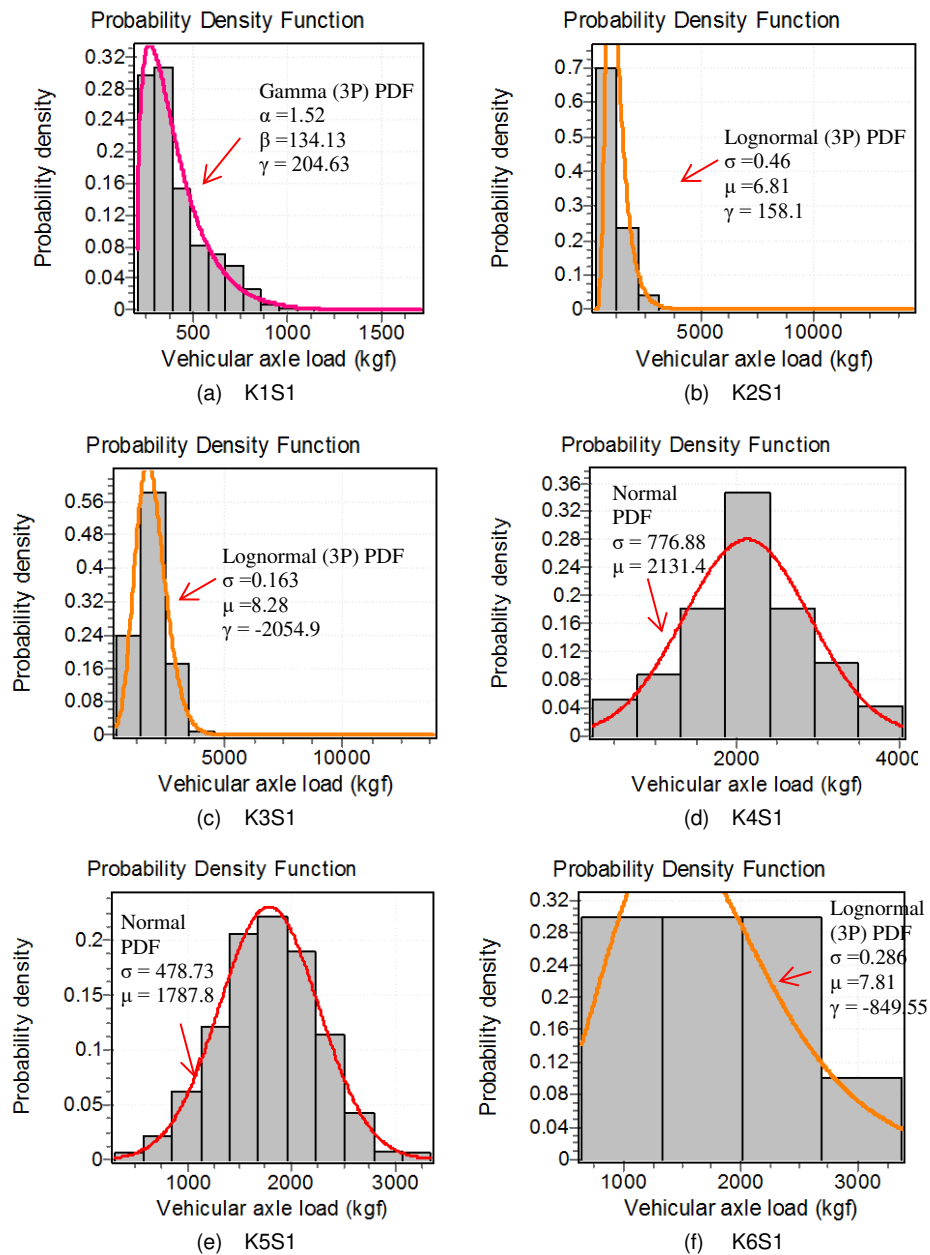 Probability Density Function
Probability density
0.32
0.28
0.24
0.2
0.16
0.12
0.08
0.04
0
Gamma (3P) PDF
α =1.52
β =134.13
γ = 204.63
500
1000
1500
Vehicular axle load (kgf)
(a) K1S1
Probability Density Function
Probability density
0.7
0.6
0.5
0.4
0.3
0.2
0.1
0
Lognormal (3P) PDF
σ =0.46
μ =6.81
γ = 158.1
5000
10000
Vehicular axle load (kgf)
(b) K2S1
Probability Density Function
Probability density
0.56
0.48
0.4
0.32
0.24
0.16
0.08
0
Lognormal (3P) PDF
σ =0.163
μ =8.28
γ = -2054.9
5000
10000
Vehicular axle load (kgf)
(c) K3S1
Probability Density Function
Probability density
0.36
0.32
0.28
0.24
0.2
0.16
0.12
0.08
0.04
0
Normal
PDF
σ = 776.88
μ = 2131.4
2000
4000
Vehicular axle load (kgf)
(d) K4S1
Probability Density Function
Probability density
0.2
0.15
0.1
0.05
0
Normal
PDF
σ = 478.73
μ = 1787.8
1000
2000
3000
Vehicular axle load (kgf)
(e) K5S1
Probability Density Function
Probability density
0.32
0.28
0.24
0.2
0.16
0.12
0.08
0.04
0
Lognormal
(3P) PDF
σ =0.286
μ =7.81
γ = -849.55
1000
2000
3000
Vehicular axle load (kgf)
(f) K6S1